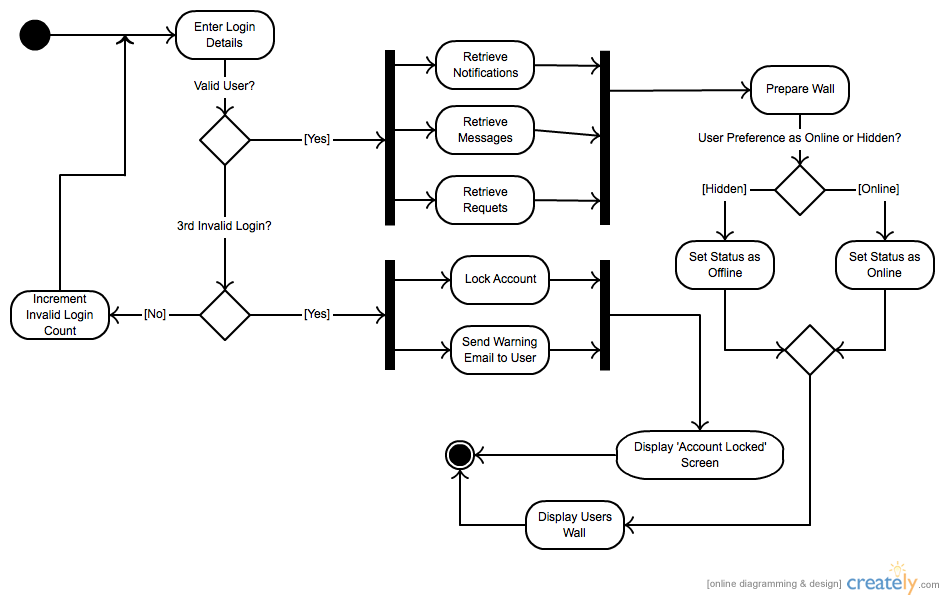 Enter Login
Details
Valid User?
[Yes]
Retrieve
Notifications
Retrieve
Messages
Retrieve
Requets
Prepare Wall
User Preference as Online or Hidden?
[Hidden]
[Online]
Set Status as
Offline
Set Status as
Online
3rd Invalid Login?
Increment
Invalid Login
Count
[No]
[Yes]
Lock Account
Send Warning
Email to User
Display 'Account Locked'
Screen
Display Users
Wall
[online diagramming & design] creately.com